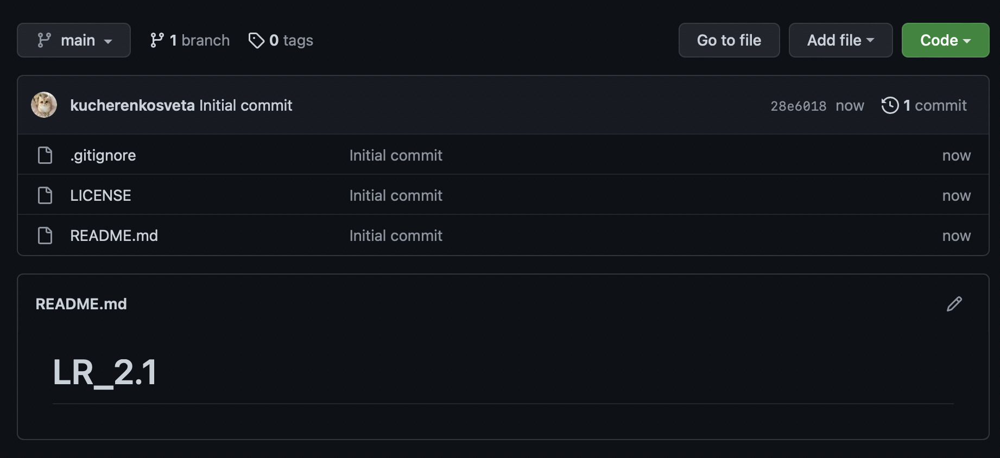 main 1 branch 0 tags Go to file Add file Code
kucherenkosveta Initial commit 28e6018 now 1 commit
.gitignore Initial commit now
LICENSE Initial commit now
README.md Initial commit now
README.md
LR_2.1